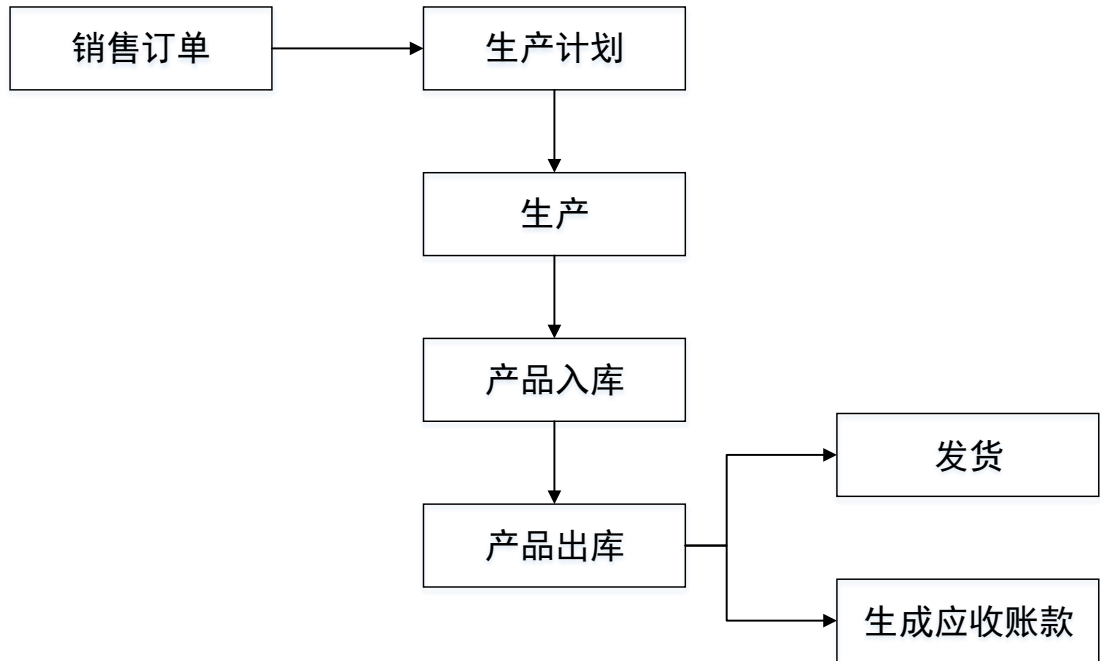 销售订单
生产计划
生产
产品入库
产品出库
发货
生成应收账款